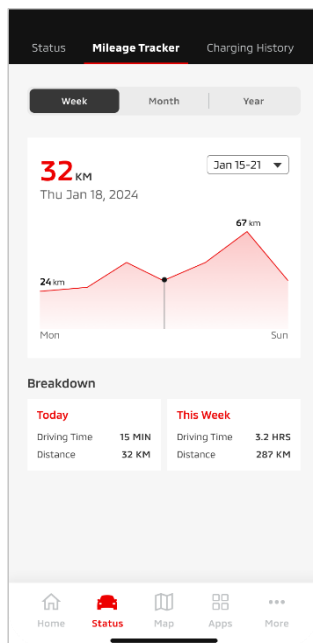 Status Mileage Tracker Charging History
Week Month Year
32 KM
Jan 15-21
Thu Jan 18, 2024
67 km
24 km
Mon Sun
Breakdown
Today
Driving Time 15 MIN
Distance 32 KM
This Week
Driving Time 3.2 HRS
Distance 287 KM
Home Status Map Apps More